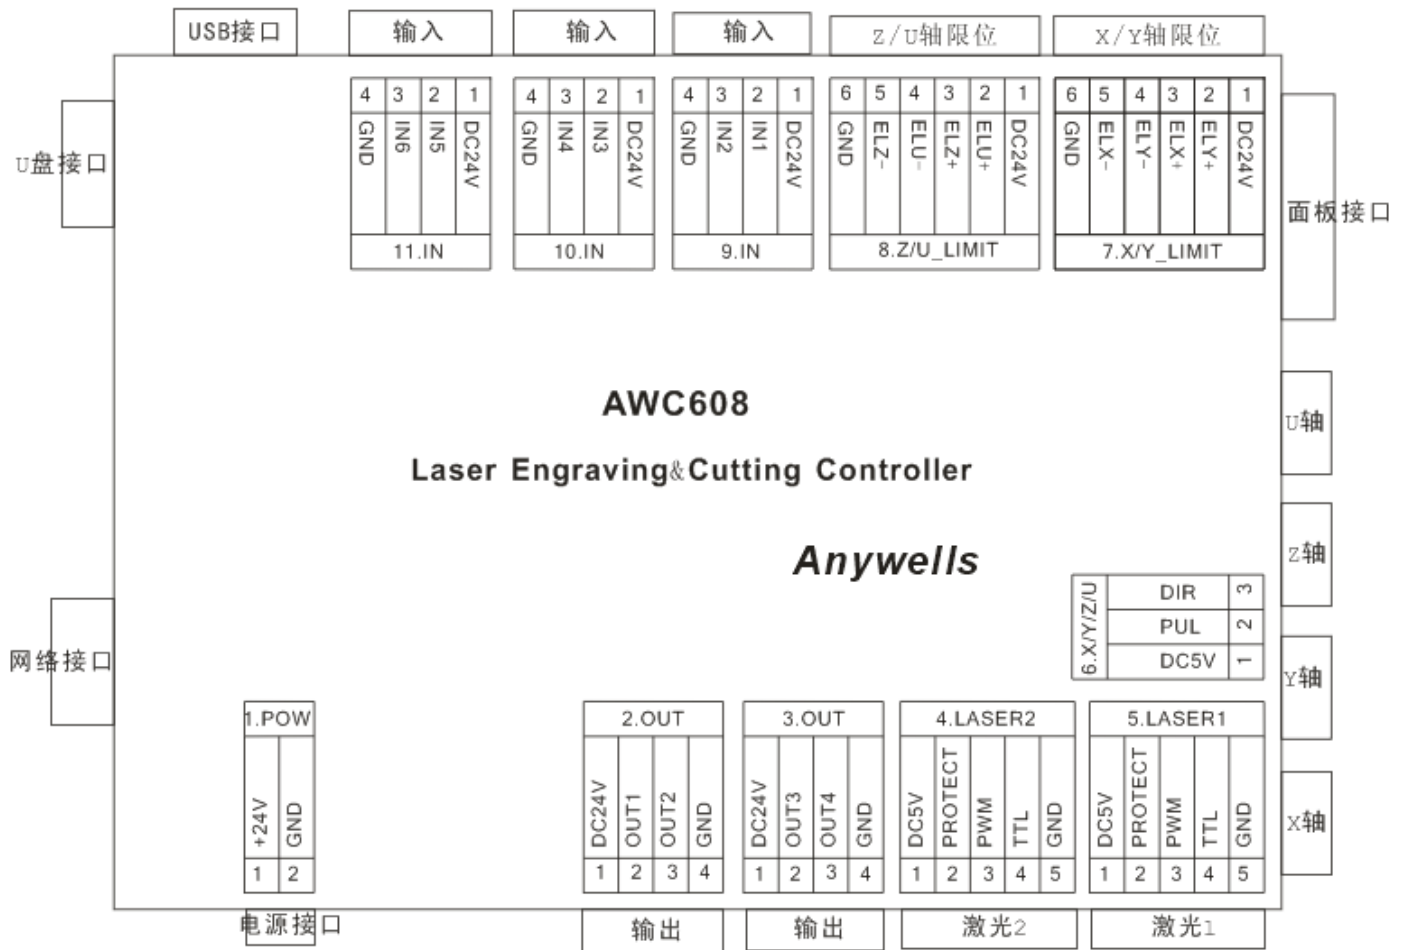 USB接口
输入
输入
输入
Z/U轴限位
X/Y轴限位
4 3 2 1
GND IN6 IN5 DC24V
11.IN
4 3 2 1
GND IN4 IN3 DC24V
10.IN
4 3 2 1
GND IN2 IN1 DC24V
9.IN
6 5 4 3 2 1
GND ELZ- ELU- ELZ+ ELU+ DC24V
8.Z/U_LIMIT
6 5 4 3 2 1
GND ELX- ELY- ELX+ ELY+ DC24V
7.X/Y_LIMIT
U盘接口
面板接口
AWC608
Laser Engraving&Cutting Controller
Anywells
U轴
Z轴
6.X/Y/Z/U
DIR 3
PUL 2
DC5V 1
网络接口
Y轴
X轴
1.POW
+24V GND
1 2
2.OUT
DC24V OUT1 OUT2 GND
1 2 3 4
3.OUT
DC24V OUT3 OUT4 GND
1 2 3 4
4.LASER2
DC5V PROTECT PWM TTL GND
1 2 3 4 5
5.LASER1
DC5V PROTECT PWM TTL GND
1 2 3 4 5
电源接口
输出
输出
激光2
激光1